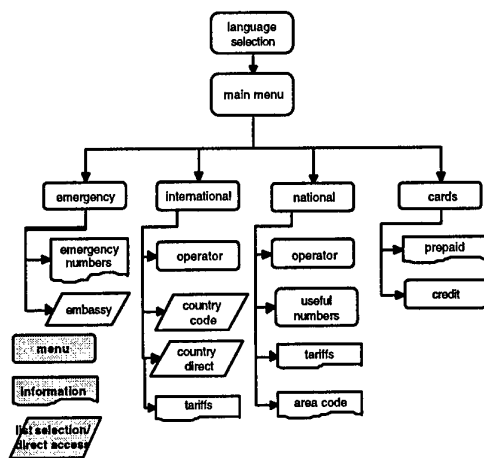 language
selection
main menu
emergency
international
national
cards
emergency
numbers
embassy
operator
country
code
country
direct
tariffs
operator
useful
numbers
tariffs
area code
prepaid
credit
menu
information
list selection/
direct access